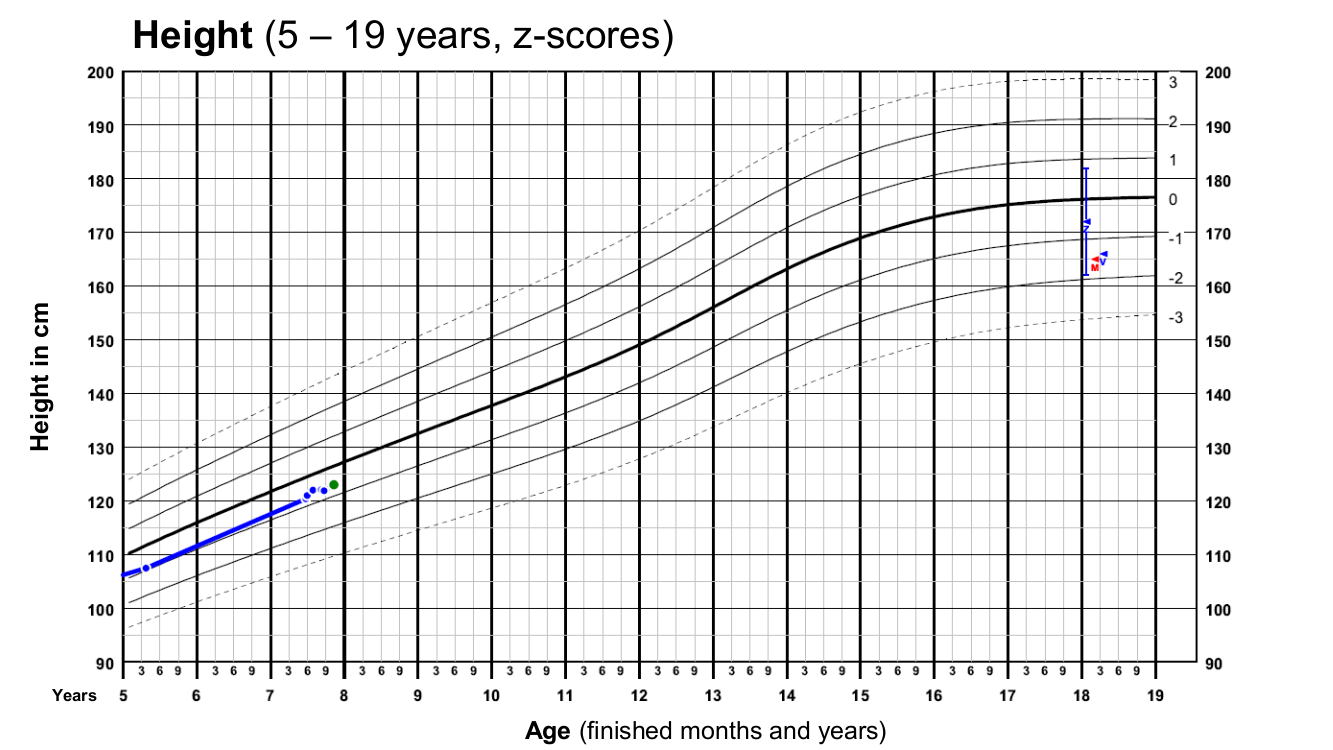 Height (5 – 19 years, z-scores)
200 200
3
190 2 190
1
180 180
0
170 Z 170
-1
M V
160 -2 160
-3
150 150
140 140
130 130
120 120
110 110
100 100
90 90
3 6 9 3 6 9 3 6 9 3 6 9 3 6 9 3 6 9 3 6 9 3 6 9 3 6 9 3 6 9 3 6 9 3 6 9 3 6 9 3 6 9
Years 5 6 7 8 9 10 11 12 13 14 15 16 17 18 19
Height in cm
Age (finished months and years)